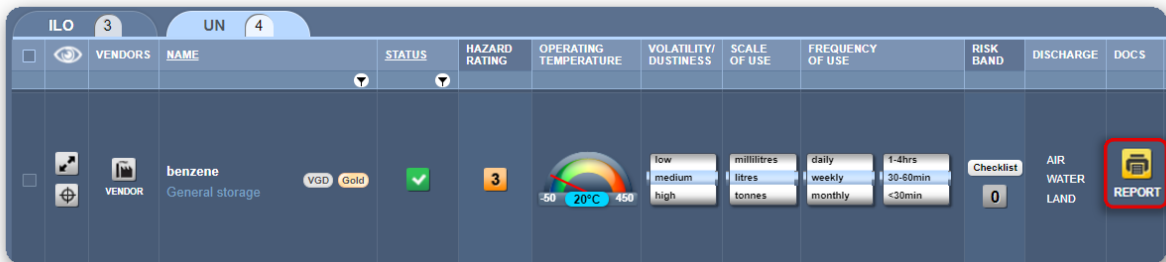 ILO 3 UN 4
VENDORS NAME STATUS HAZARD RATING OPERATING TEMPERATURE VOLATILITY/ DUSTINESS SCALE OF USE FREQUENCY OF USE RISK BAND DISCHARGE DOCS
VENDOR
benzene
General storage
VGD Gold
3
-50 20°C 450
low
medium
high
millilitres
litres
tonnes
daily
weekly
monthly
1-4hrs
30-60min
<30min
Checklist
0
AIR
WATER
LAND
REPORT